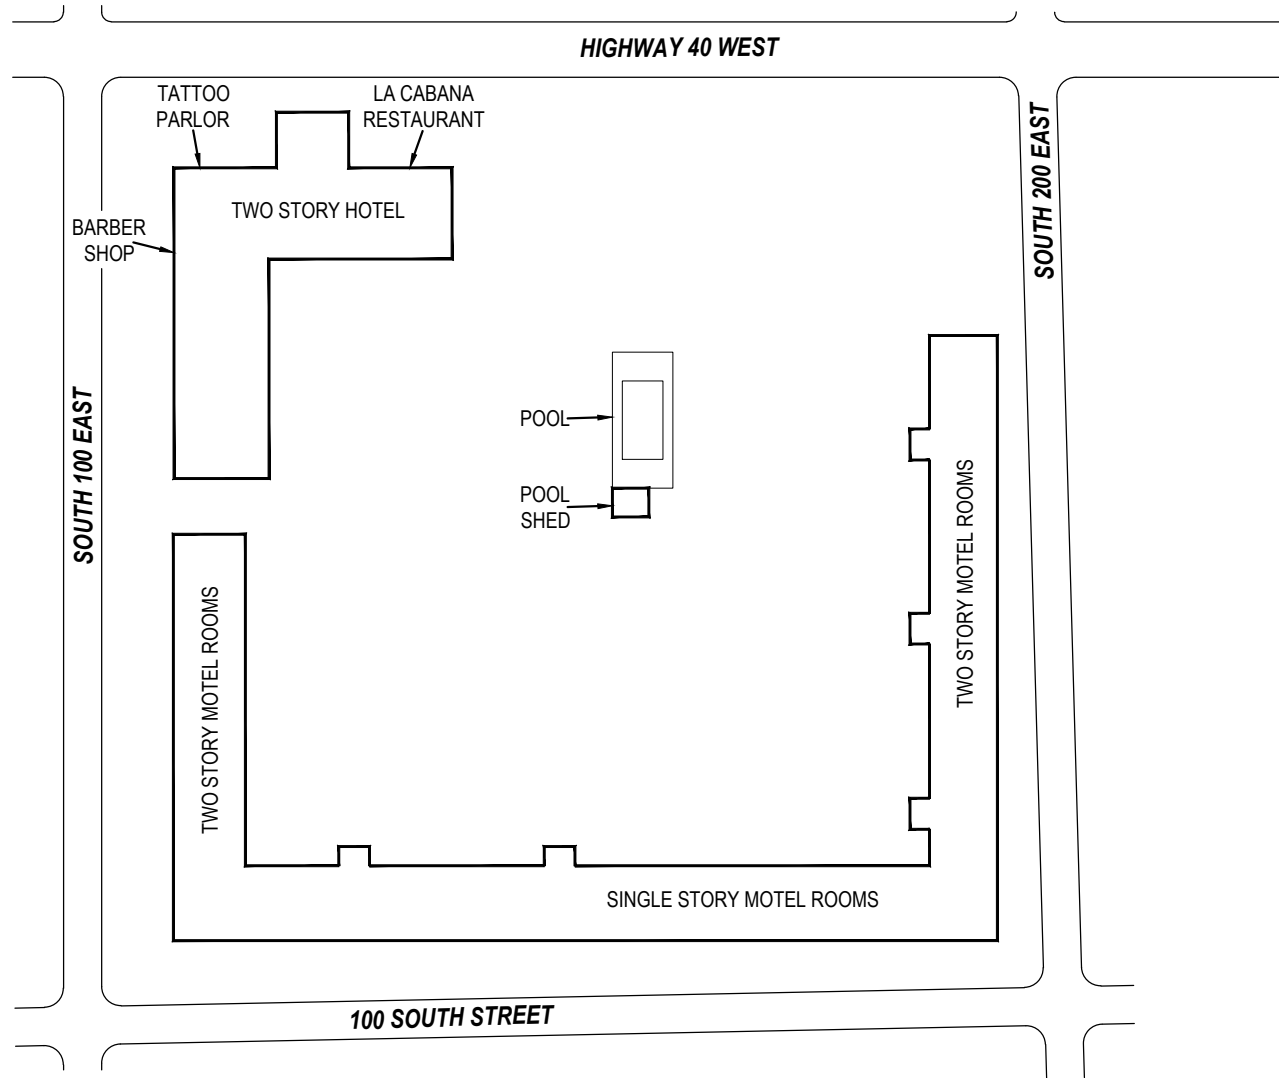 HIGHWAY 40 WEST
TATTOO
PARLOR
LA CABANA
RESTAURANT
SOUTH 200 EAST
TWO STORY HOTEL
BARBER
SHOP
SOUTH 100 EAST
POOL
POOL
SHED
TWO STORY MOTEL ROOMS
TWO STORY MOTEL ROOMS
SINGLE STORY MOTEL ROOMS
100 SOUTH STREET